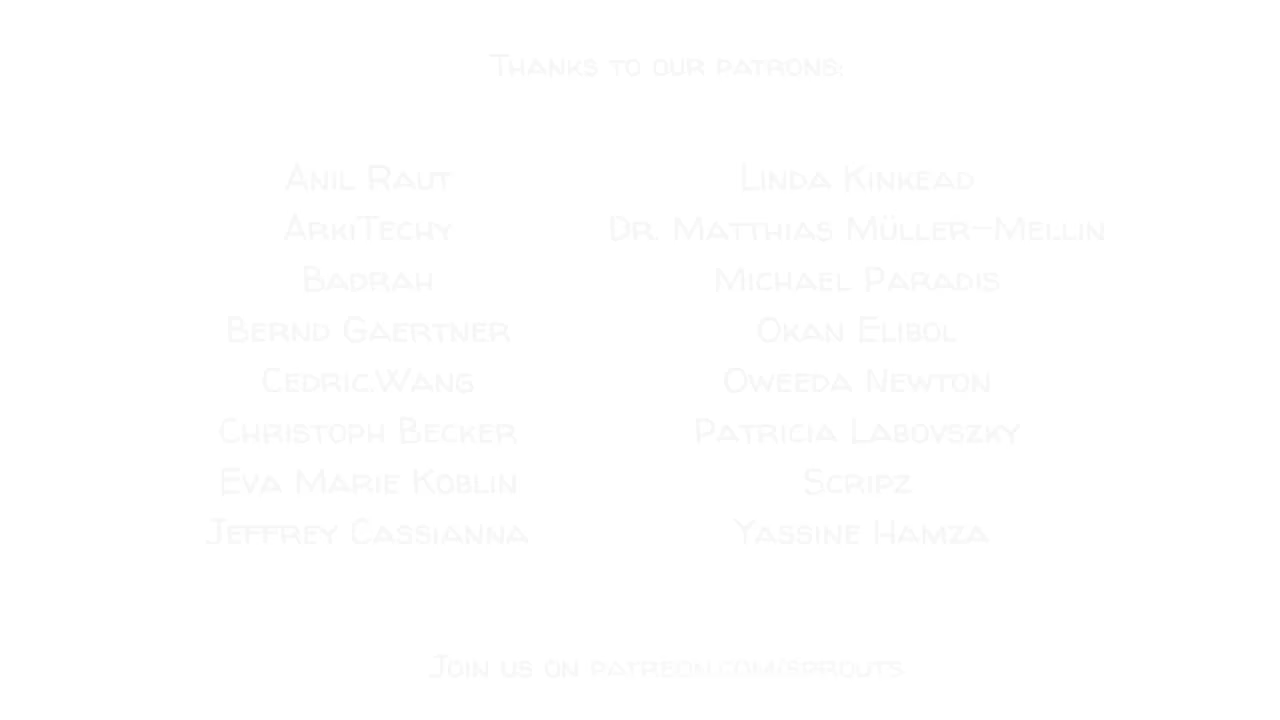 Thanks to our patrons:
Anil Raut
ArkiTechy
Badrah
Bernd Gaertner
Cedric.Wang
Christoph Becker
Eva Marie Koblin
Jeffrey Cassianna
Linda Kinkead
Dr. Matthias Müller-Mellin
Michael Paradis
Okan Elibol
Oweeda Newton
Patricia Labovszky
Scripz
Yassine Hamza
Join us on patreon.com/sprouts